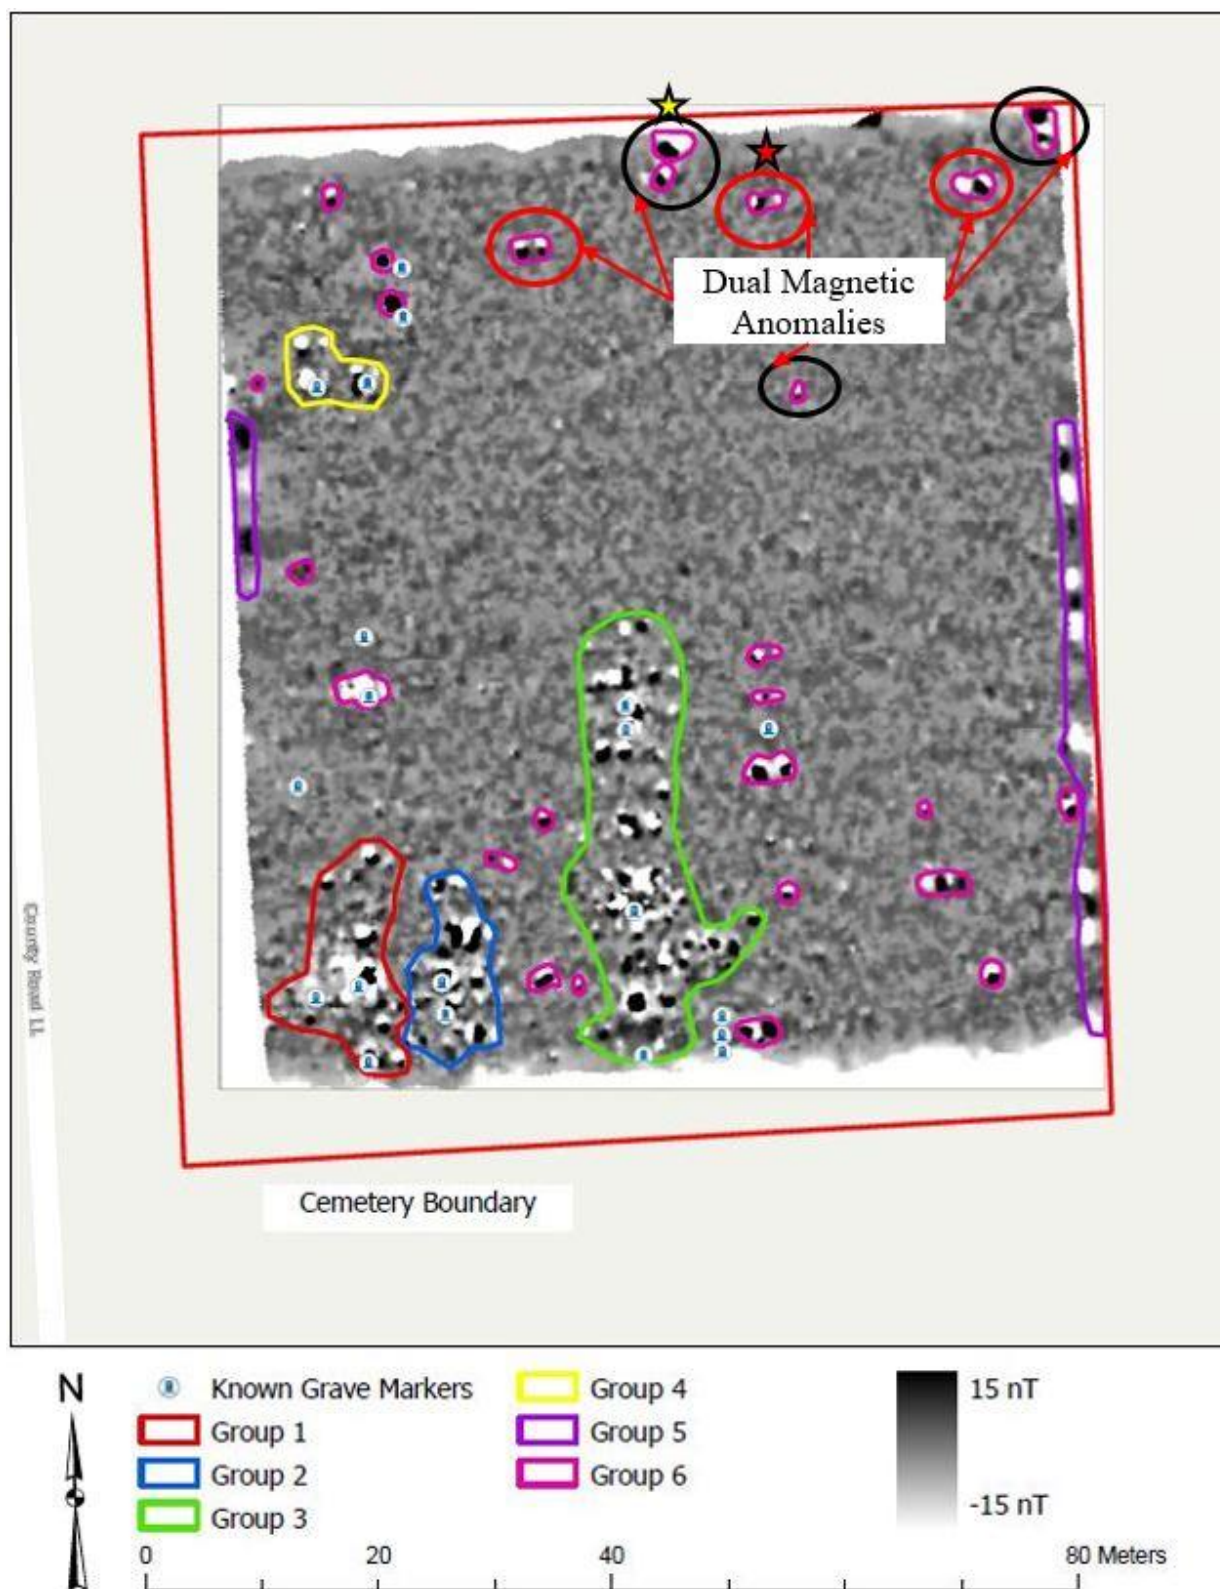 Dual Magnetic
Anomalies
County Road LL
Cemetery Boundary
N
Known Grave Markers
Group 1
Group 2
Group 3
Group 4
Group 5
Group 6
15 nT
-15 nT
0 20 40 80 Meters